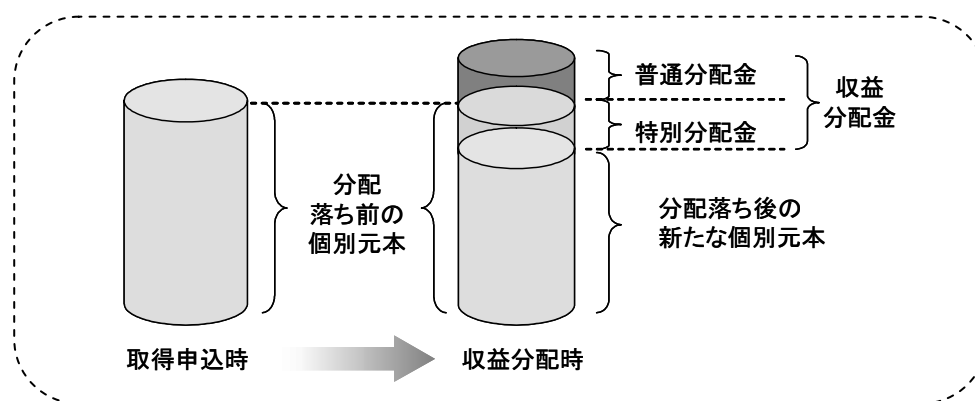 普通分配金
特別分配金
収益
分配金
分配
落ち前の
個別元本
分配落ち後の
新たな個別元本
取得申込時
収益分配時